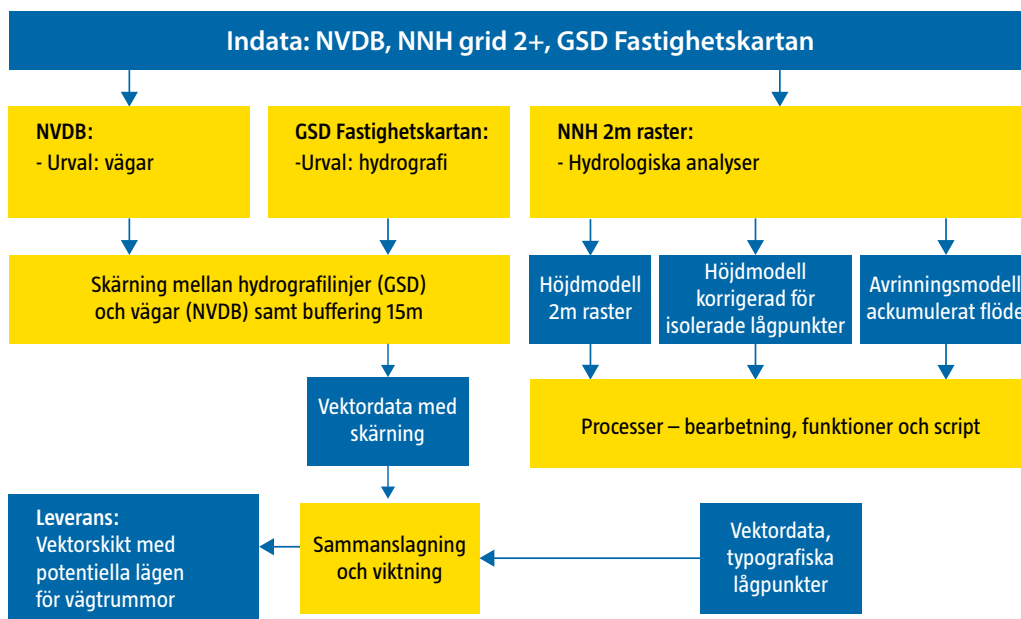 Indata: NVDB, NNH grid 2+, GSD Fastighetskartan
NVDB:
- Urval: vägar
GSD Fastighetskartan:
-Urval: hydrografi
NNH 2m raster:
- Hydrologiska analyser
Skärning mellan hydrografilinjer (GSD)
och vägar (NVDB) samt buffering 15m
Höjdmodell
2m raster
Höjdmodell
korrigerad för
isolerade lågpunkter
Avrinningsmodell
ackumulerat flöde
Vektordata med
skärning
Processer – bearbetning, funktioner och script
Leverans:
Vektorskikt med
potentiella lägen
för vägtrummor
Sammanslagning
och viktning
Vektordata,
typografiska
lågpunkter